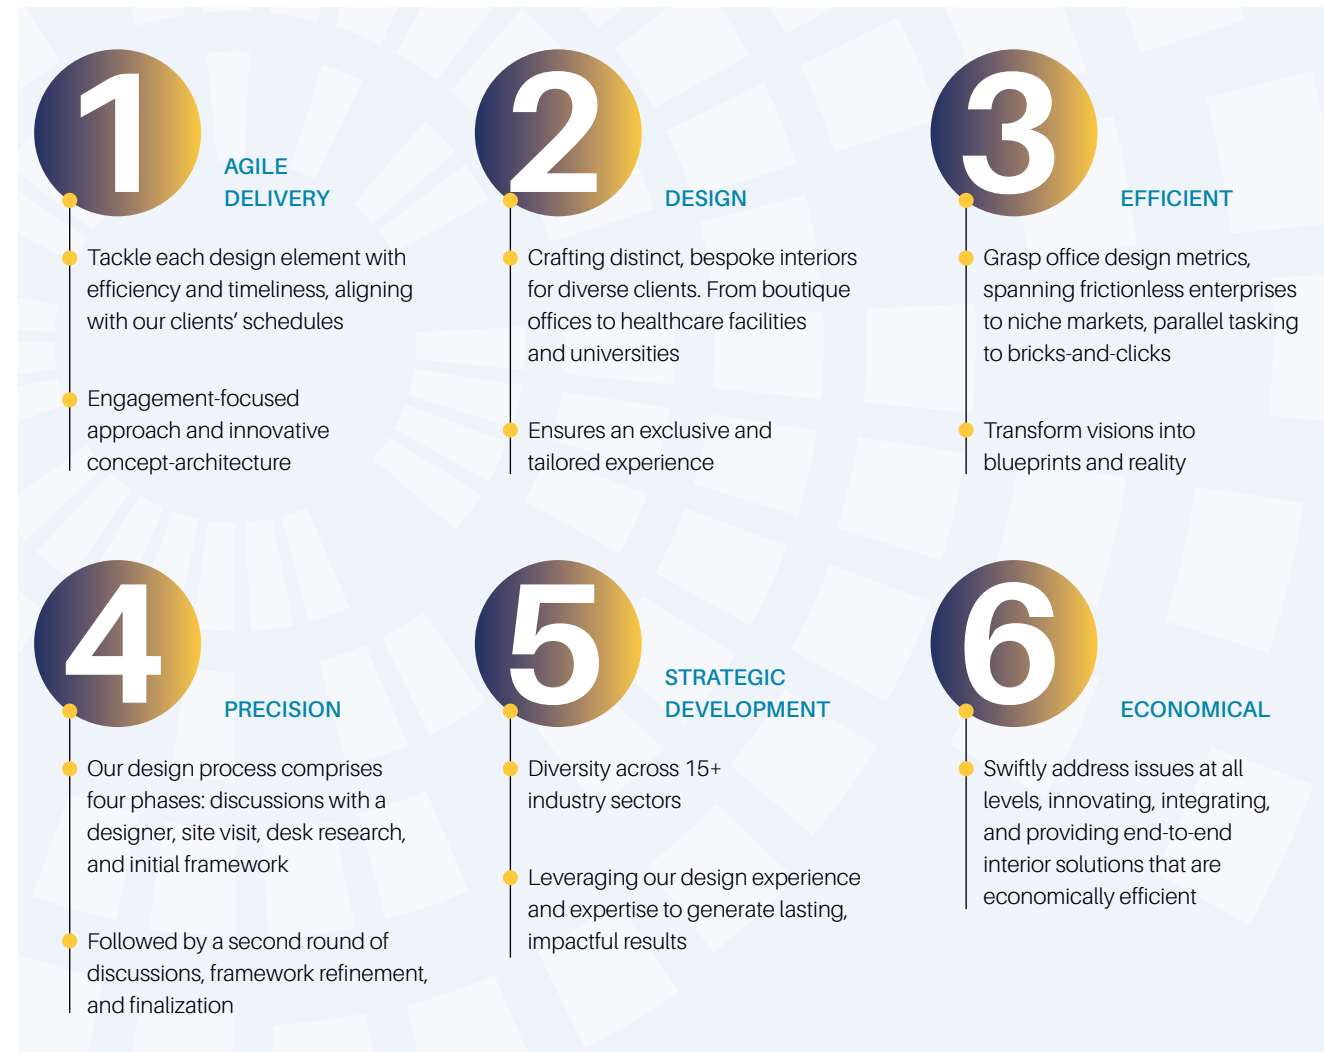 1
AGILE
DELIVERY
Tackle each design element with
efficiency and timeliness, aligning
with our clients’ schedules
Engagement-focused
approach and innovative
concept-architecture
2
DESIGN
Crafting distinct, bespoke interiors
for diverse clients. From boutique
offices to healthcare facilities
and universities
Ensures an exclusive and
tailored experience
3
EFFICIENT
Grasp office design metrics,
spanning frictionless enterprises
to niche markets, parallel tasking
to bricks-and-clicks
Transform visions into
blueprints and reality
4
PRECISION
Our design process comprises
four phases: discussions with a
designer, site visit, desk research,
and initial framework
Followed by a second round of
discussions, framework refinement,
and finalization
5
STRATEGIC
DEVELOPMENT
Diversity across 15+
industry sectors
Leveraging our design experience
and expertise to generate lasting,
impactful results
6
ECONOMICAL
Swiftly address issues at all
levels, innovating, integrating,
and providing end-to-end
interior solutions that are
economically efficient